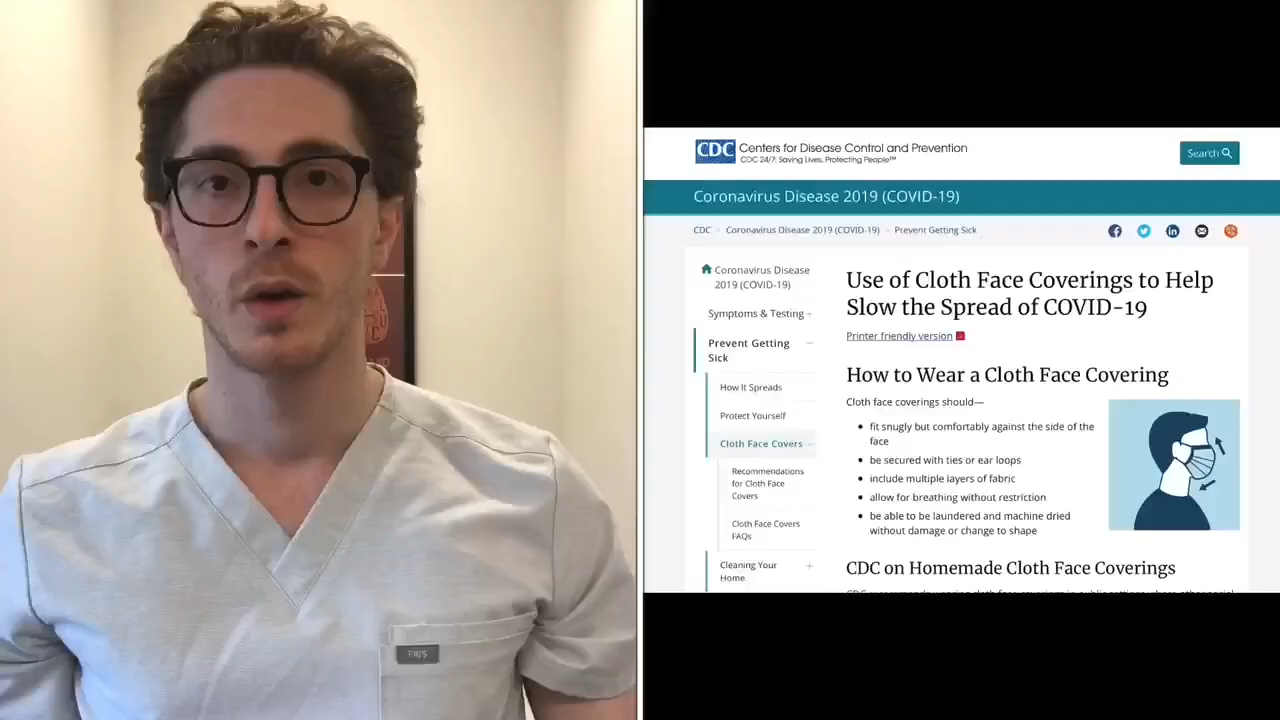 FIGS
CDC Centers for Disease Control and Prevention
CDC 24/7: Saving Lives, Protecting People™
Search
Coronavirus Disease 2019 (COVID-19)
CDC > Coronavirus Disease 2019 (COVID-19) > Prevent Getting Sick
Coronavirus Disease
2019 (COVID-19)
Symptoms & Testing +
Prevent Getting –
Sick
How It Spreads
Protect Yourself
Cloth Face Covers –
Recommendations
for Cloth Face
Covers
Cloth Face Covers
FAQs
Cleaning Your +
Home
Use of Cloth Face Coverings to Help
Slow the Spread of COVID-19
Printer friendly version
How to Wear a Cloth Face Covering
Cloth face coverings should—
• fit snugly but comfortably against the side of the
face
• be secured with ties or ear loops
• include multiple layers of fabric
• allow for breathing without restriction
• be able to be laundered and machine dried
without damage or change to shape
CDC on Homemade Cloth Face Coverings